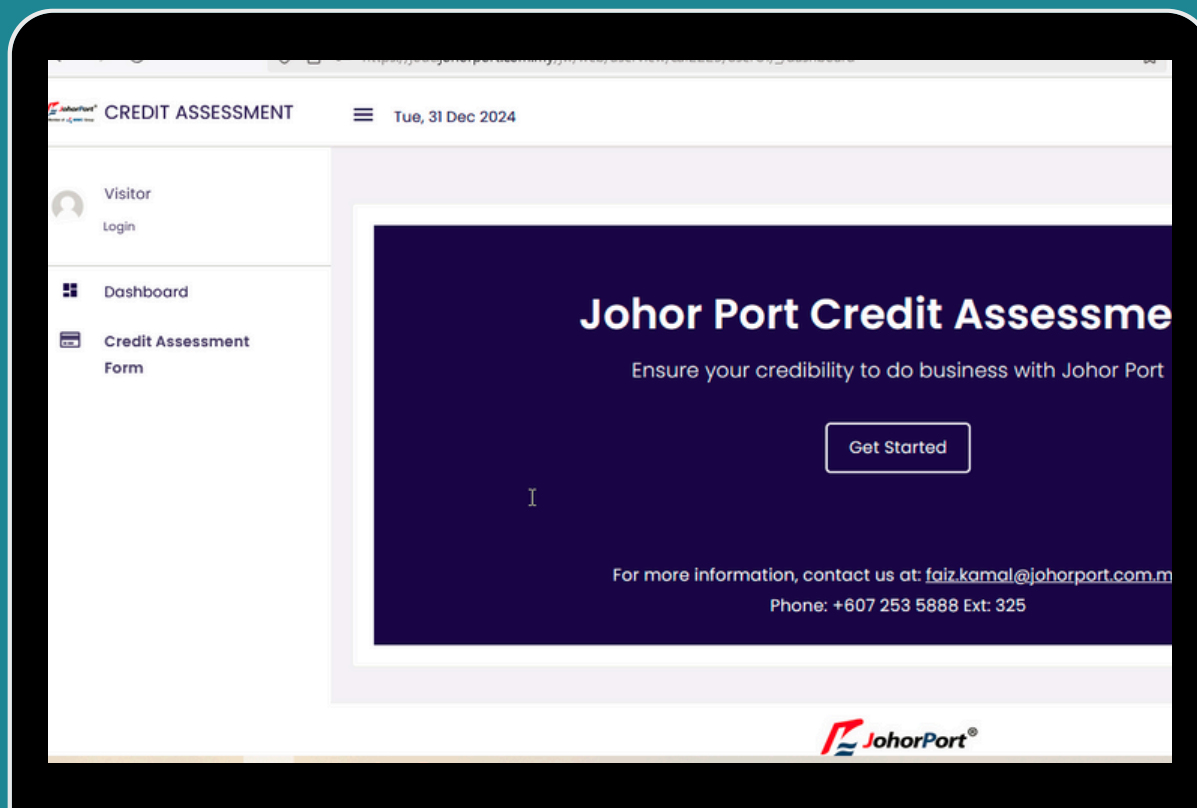 CREDIT ASSESSMENT
Tue, 31 Dec 2024
Visitor
Login
Dashboard
Credit Assessment
Form
Johor Port Credit Assessme
Ensure your credibility to do business with Johor Port
Get Started
For more information, contact us at: faiz.kamal@johorport.com.m
Phone: +607 253 5888 Ext: 325
JohorPort®